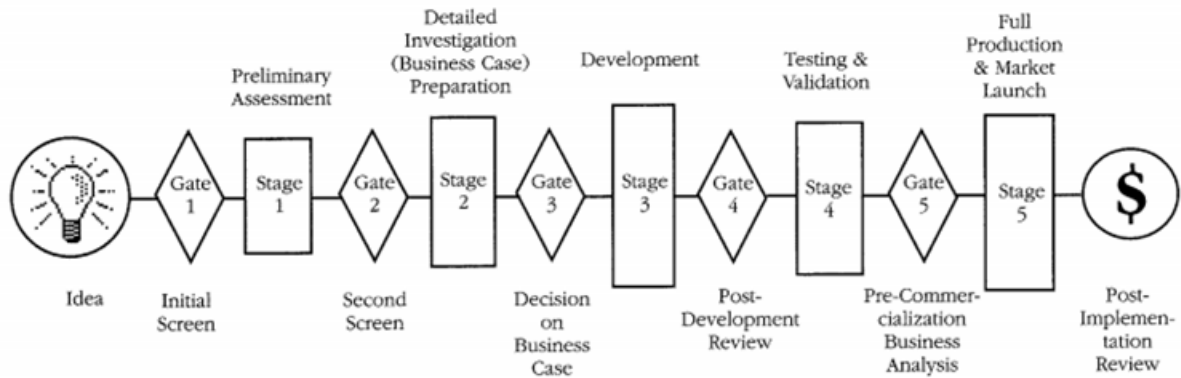 Detailed
Investigation
(Business Case)
Preparation
Preliminary
Assessment
Development
Testing &
Validation
Full
Production
& Market
Launch
Gate
1
Stage
1
Gate
2
Stage
2
Gate
3
Stage
3
Gate
4
Stage
4
Gate
5
Stage
5
$
Idea
Initial
Screen
Second
Screen
Decision
on
Business
Case
Post-
Development
Review
Pre-Commer-
cialization
Business
Analysis
Post-
Implemen-
tation
Review